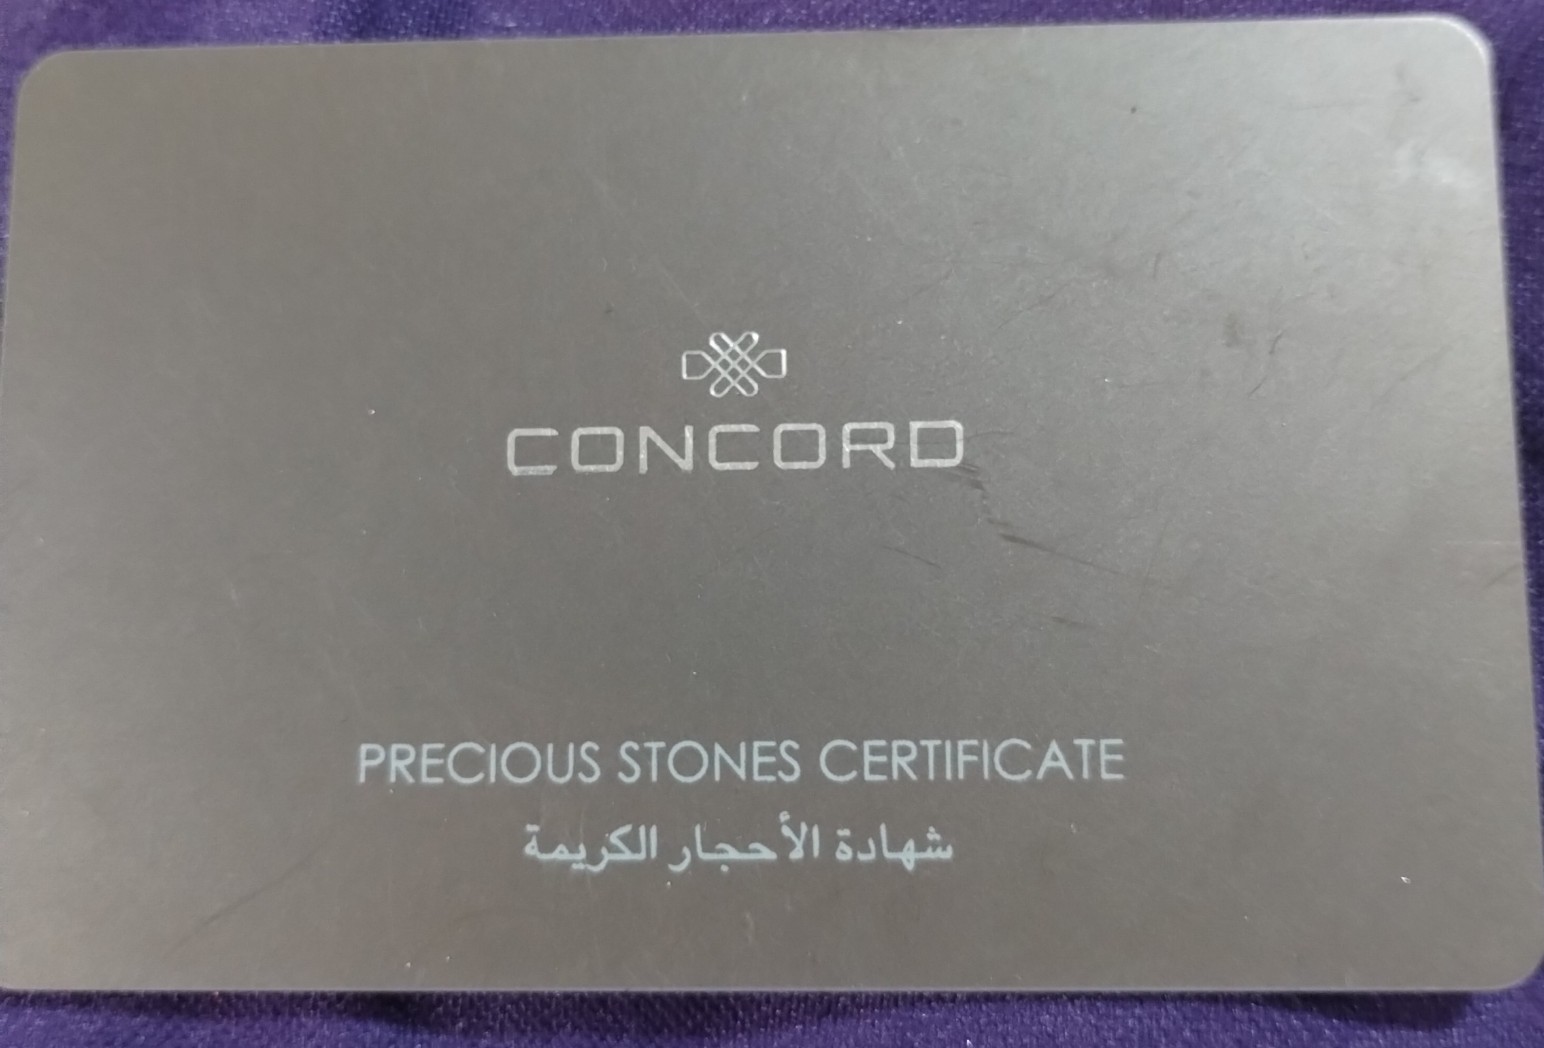 CONCORD
PRECIOUS STONES CERTIFICATE
شهادة الأحجار الكريمة